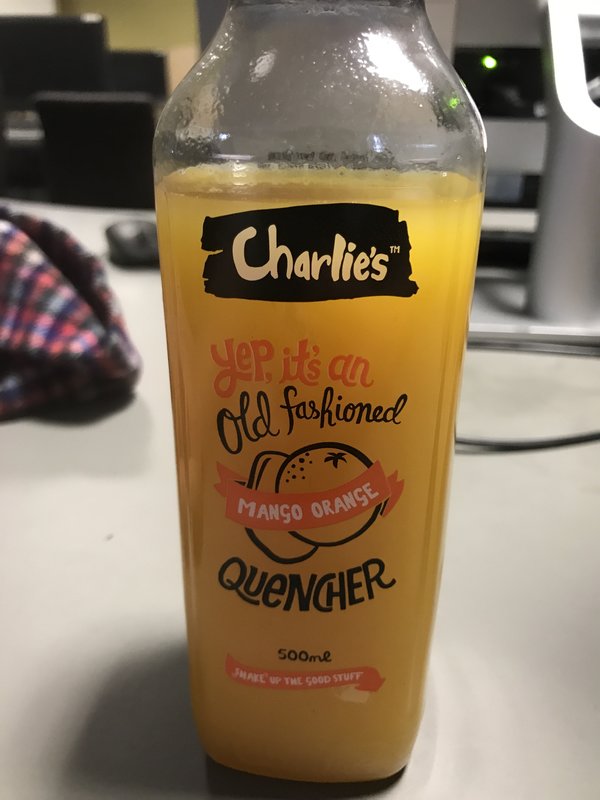 Charlie's™
Yep, it's an
Old fashioned
MANGO ORANGE
QUENCHER
500ml
SHAKE UP THE GOOD STUFF